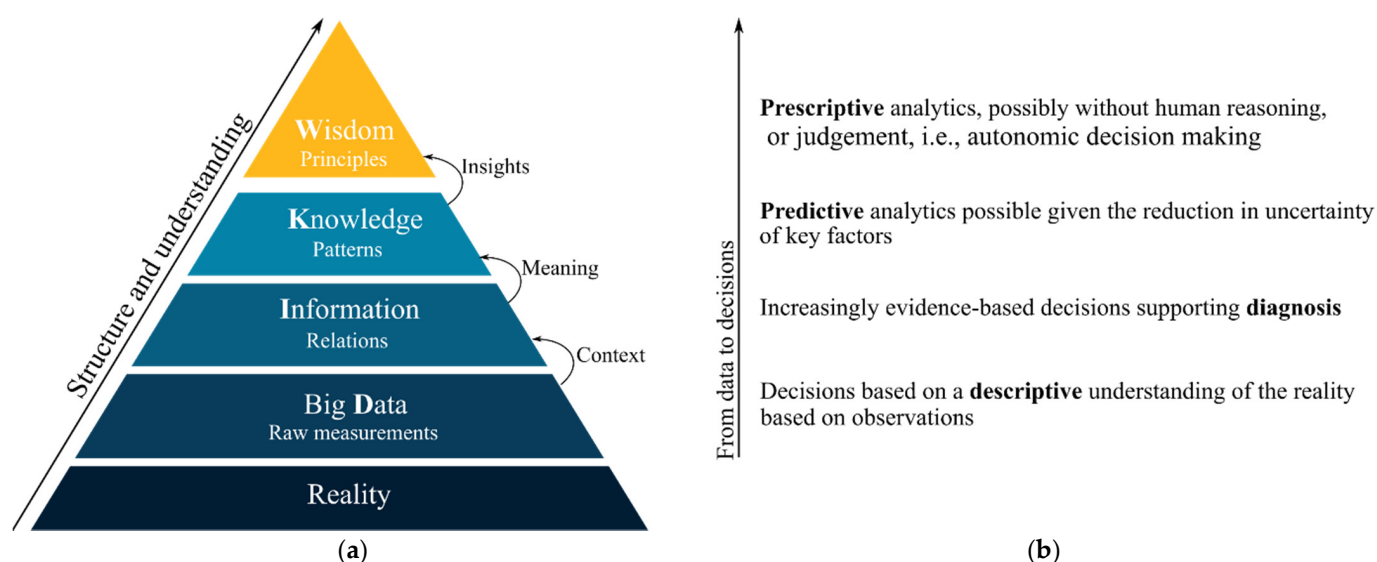 Structure and understanding
Wisdom
Principles
Insights
Knowledge
Patterns
Meaning
Information
Relations
Context
Big Data
Raw measurements
Reality
(a)
From data to decisions
Prescriptive analytics, possibly without human reasoning,
or judgement, i.e., autonomic decision making
Predictive analytics possible given the reduction in uncertainty
of key factors
Increasingly evidence-based decisions supporting diagnosis
Decisions based on a descriptive understanding of the reality
based on observations
(b)